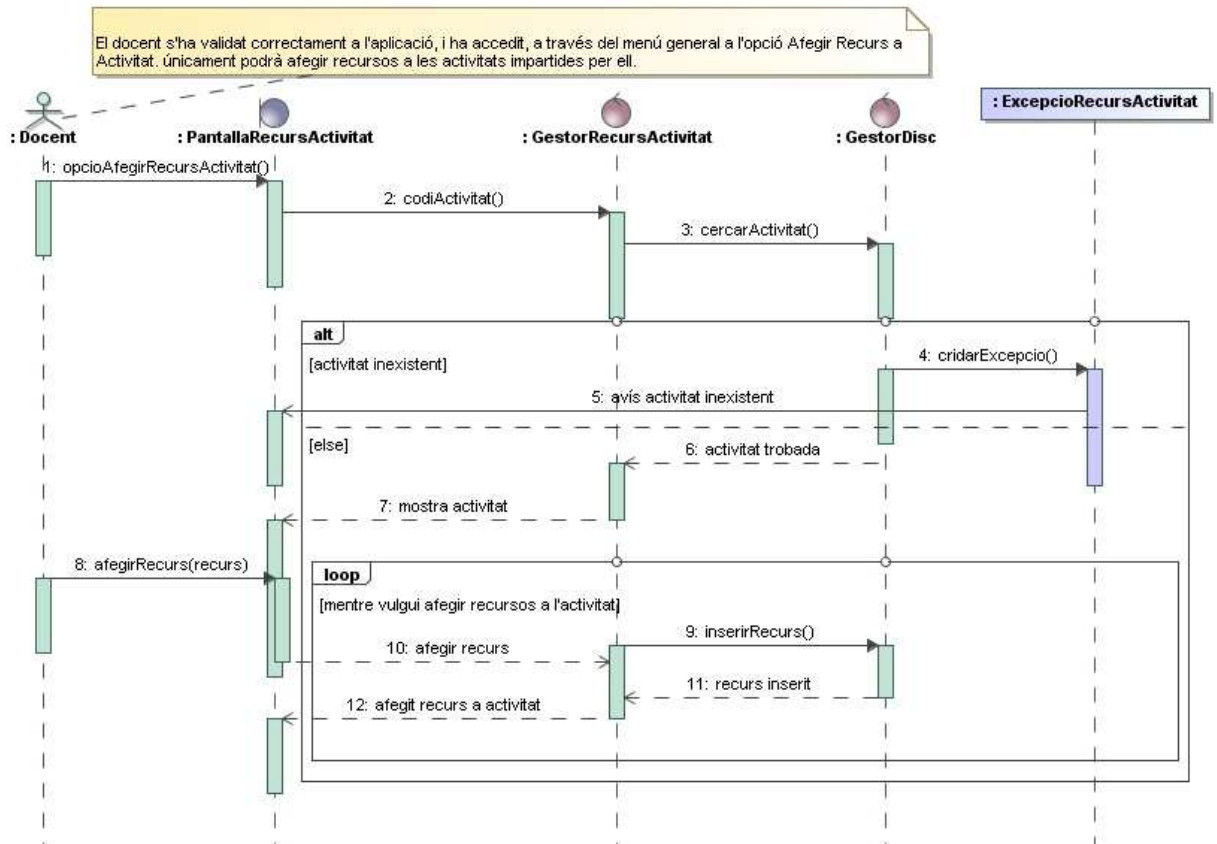 El docent s'ha validat correctament a l'aplicació, i ha accedit, a través del menú general a l'opció Afegir Recurs a
Activitat. únicament podrà afegir recursos a les activitats impartides per ell.
: Docent
: PantallaRecursActivitat
: GestorRecursActivitat
: GestorDisc
: ExcepcioRecursActivitat
1: opcioAfegirRecursActivitat()
2: codiActivitat()
3: cercarActivitat()
alt
[activitat inexistent]
4: cridarExcepcio()
5: avís activitat inexistent
[else]
6: activitat trobada
7: mostra activitat
8: afegirRecurs(recurs)
loop
[mentre vulgui afegir recursos a l'activitat]
9: inserirRecurs()
10: afegir recurs
11: recurs inserit
12: afegit recurs a activitat